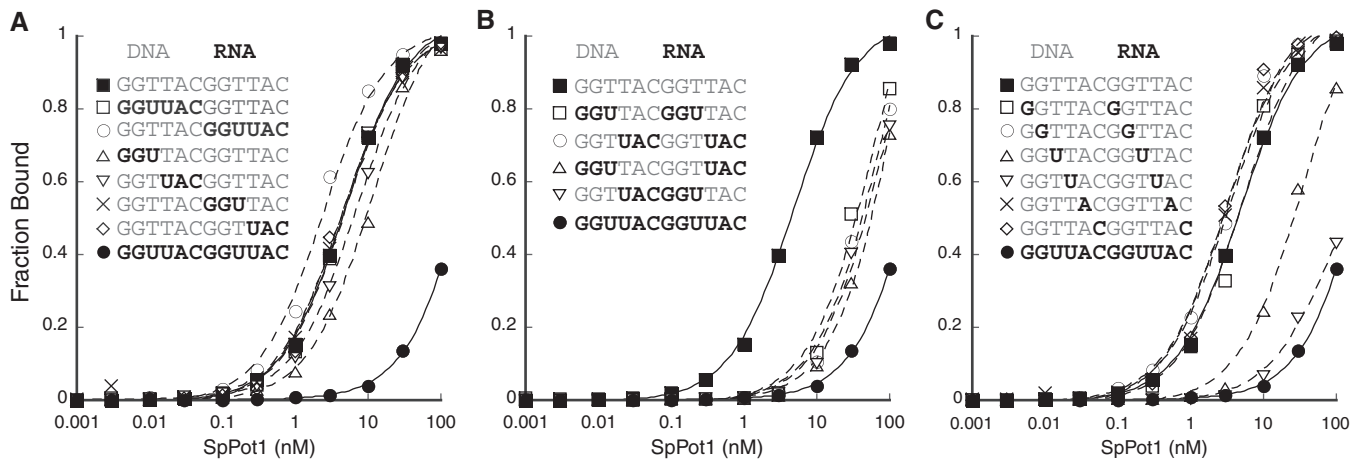 A
DNA RNA
GGTTACGGTTAC
GGUUACGGTTAC
GGTTACGGUUAC
GGUTACGGTTAC
GGTUACGGTTAC
GGTTACGGUTAC
GGTTACGGTUAC
GGUUACGGUUAC
Fraction Bound
1
0.8
0.6
0.4
0.2
0
0.001 0.01 0.1 1 10 100
SpPot1 (nM)
B
DNA RNA
GGTTACGGTTAC
GGUTACGGUTAC
GGTUACGGTUAC
GGUTACGGTUAC
GGTUACGGUTAC
GGUUACGGUUAC
1
0.8
0.6
0.4
0.2
0
0.001 0.01 0.1 1 10 100
SpPot1 (nM)
C
DNA RNA
GGTTACGGTTAC
GGTTACGGTTAC
GGTTACGGTTAC
GGUTACGGUTAC
GGTUACGGTUAC
GGTTACGGTTAC
GGTTACGGTTAC
GGUUACGGUUAC
1
0.8
0.6
0.4
0.2
0
0.001 0.01 0.1 1 10 100
SpPot1 (nM)